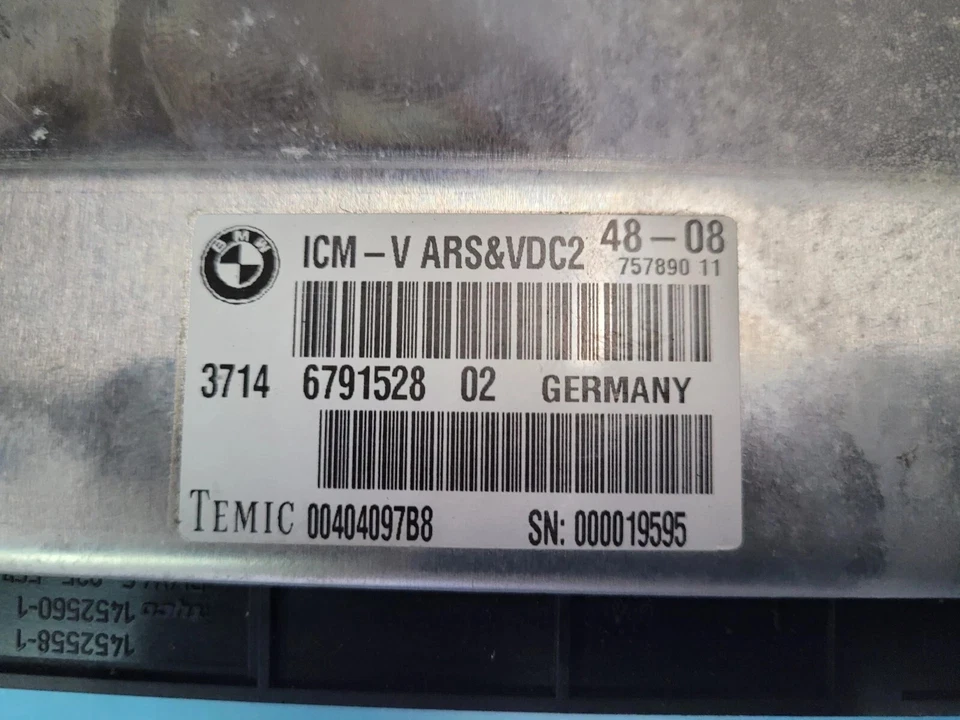 BMW
ICM-V ARS&VDC2 48-08
757890 11
3714 6791528 02 GERMANY
TEMIC 00404097B8 SN: 000019595
1452560-1
1452558-1